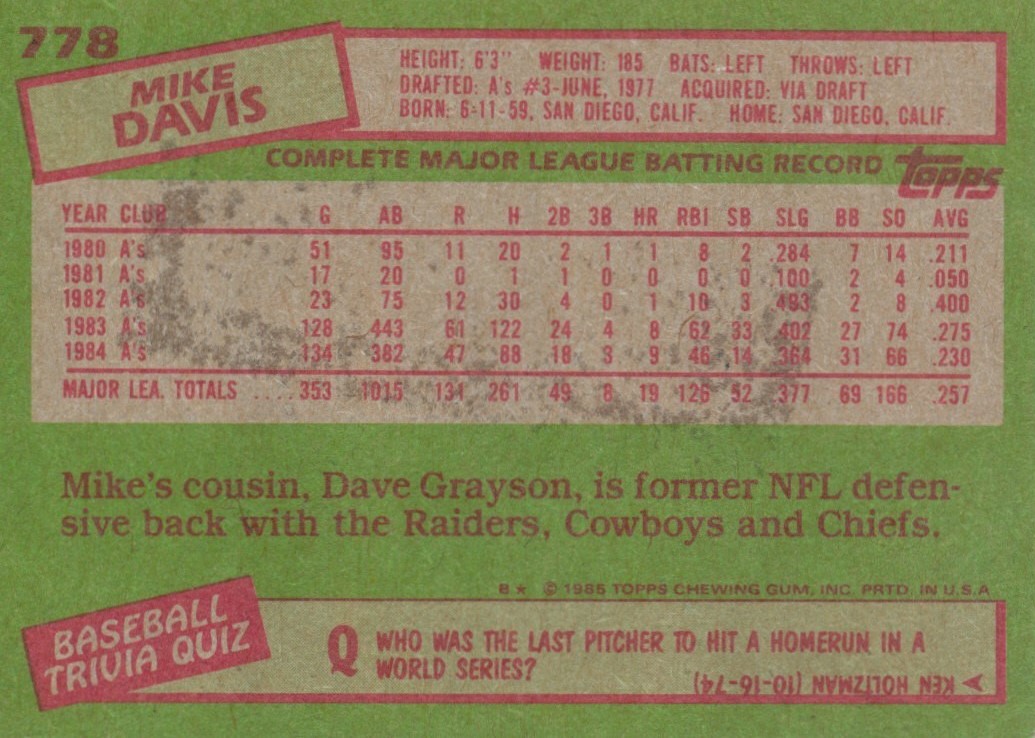 778
MIKE
DAVIS
HEIGHT: 6'3" WEIGHT: 185 BATS: LEFT THROWS: LEFT
DRAFTED: A's #3-JUNE, 1977 ACQUIRED: VIA DRAFT
BORN: 6-11-59, SAN DIEGO, CALIF. HOME: SAN DIEGO, CALIF.
COMPLETE MAJOR LEAGUE BATTING RECORD Topps
YEAR CLUB G AB R H 2B 3B HR RBI SB SLG BB SO AVG
1980 A's 51 95 11 20 2 1 1 8 2 .284 7 14 .211
1981 A's 17 20 0 1 1 0 0 0 0 .100 2 4 .050
1982 A's 23 75 12 30 4 0 1 10 3 .493 2 8 .400
1983 A's 128 443 61 122 24 4 8 62 33 .402 27 74 .275
1984 A's 134 382 47 88 18 3 9 46 14 .364 31 66 .230
MAJOR LEA. TOTALS ....353 1015 131 261 49 8 19 126 52 .377 69 166 .257
Mike's cousin, Dave Grayson, is former NFL defen-
sive back with the Raiders, Cowboys and Chiefs.
B* © 1985 TOPPS CHEWING GUM, INC. PRTD. IN U.S.A
BASEBALL
TRIVIA QUIZ
Q WHO WAS THE LAST PITCHER TO HIT A HOMERUN IN A
WORLD SERIES?
KEN HOLTZMAN (10-16-74)